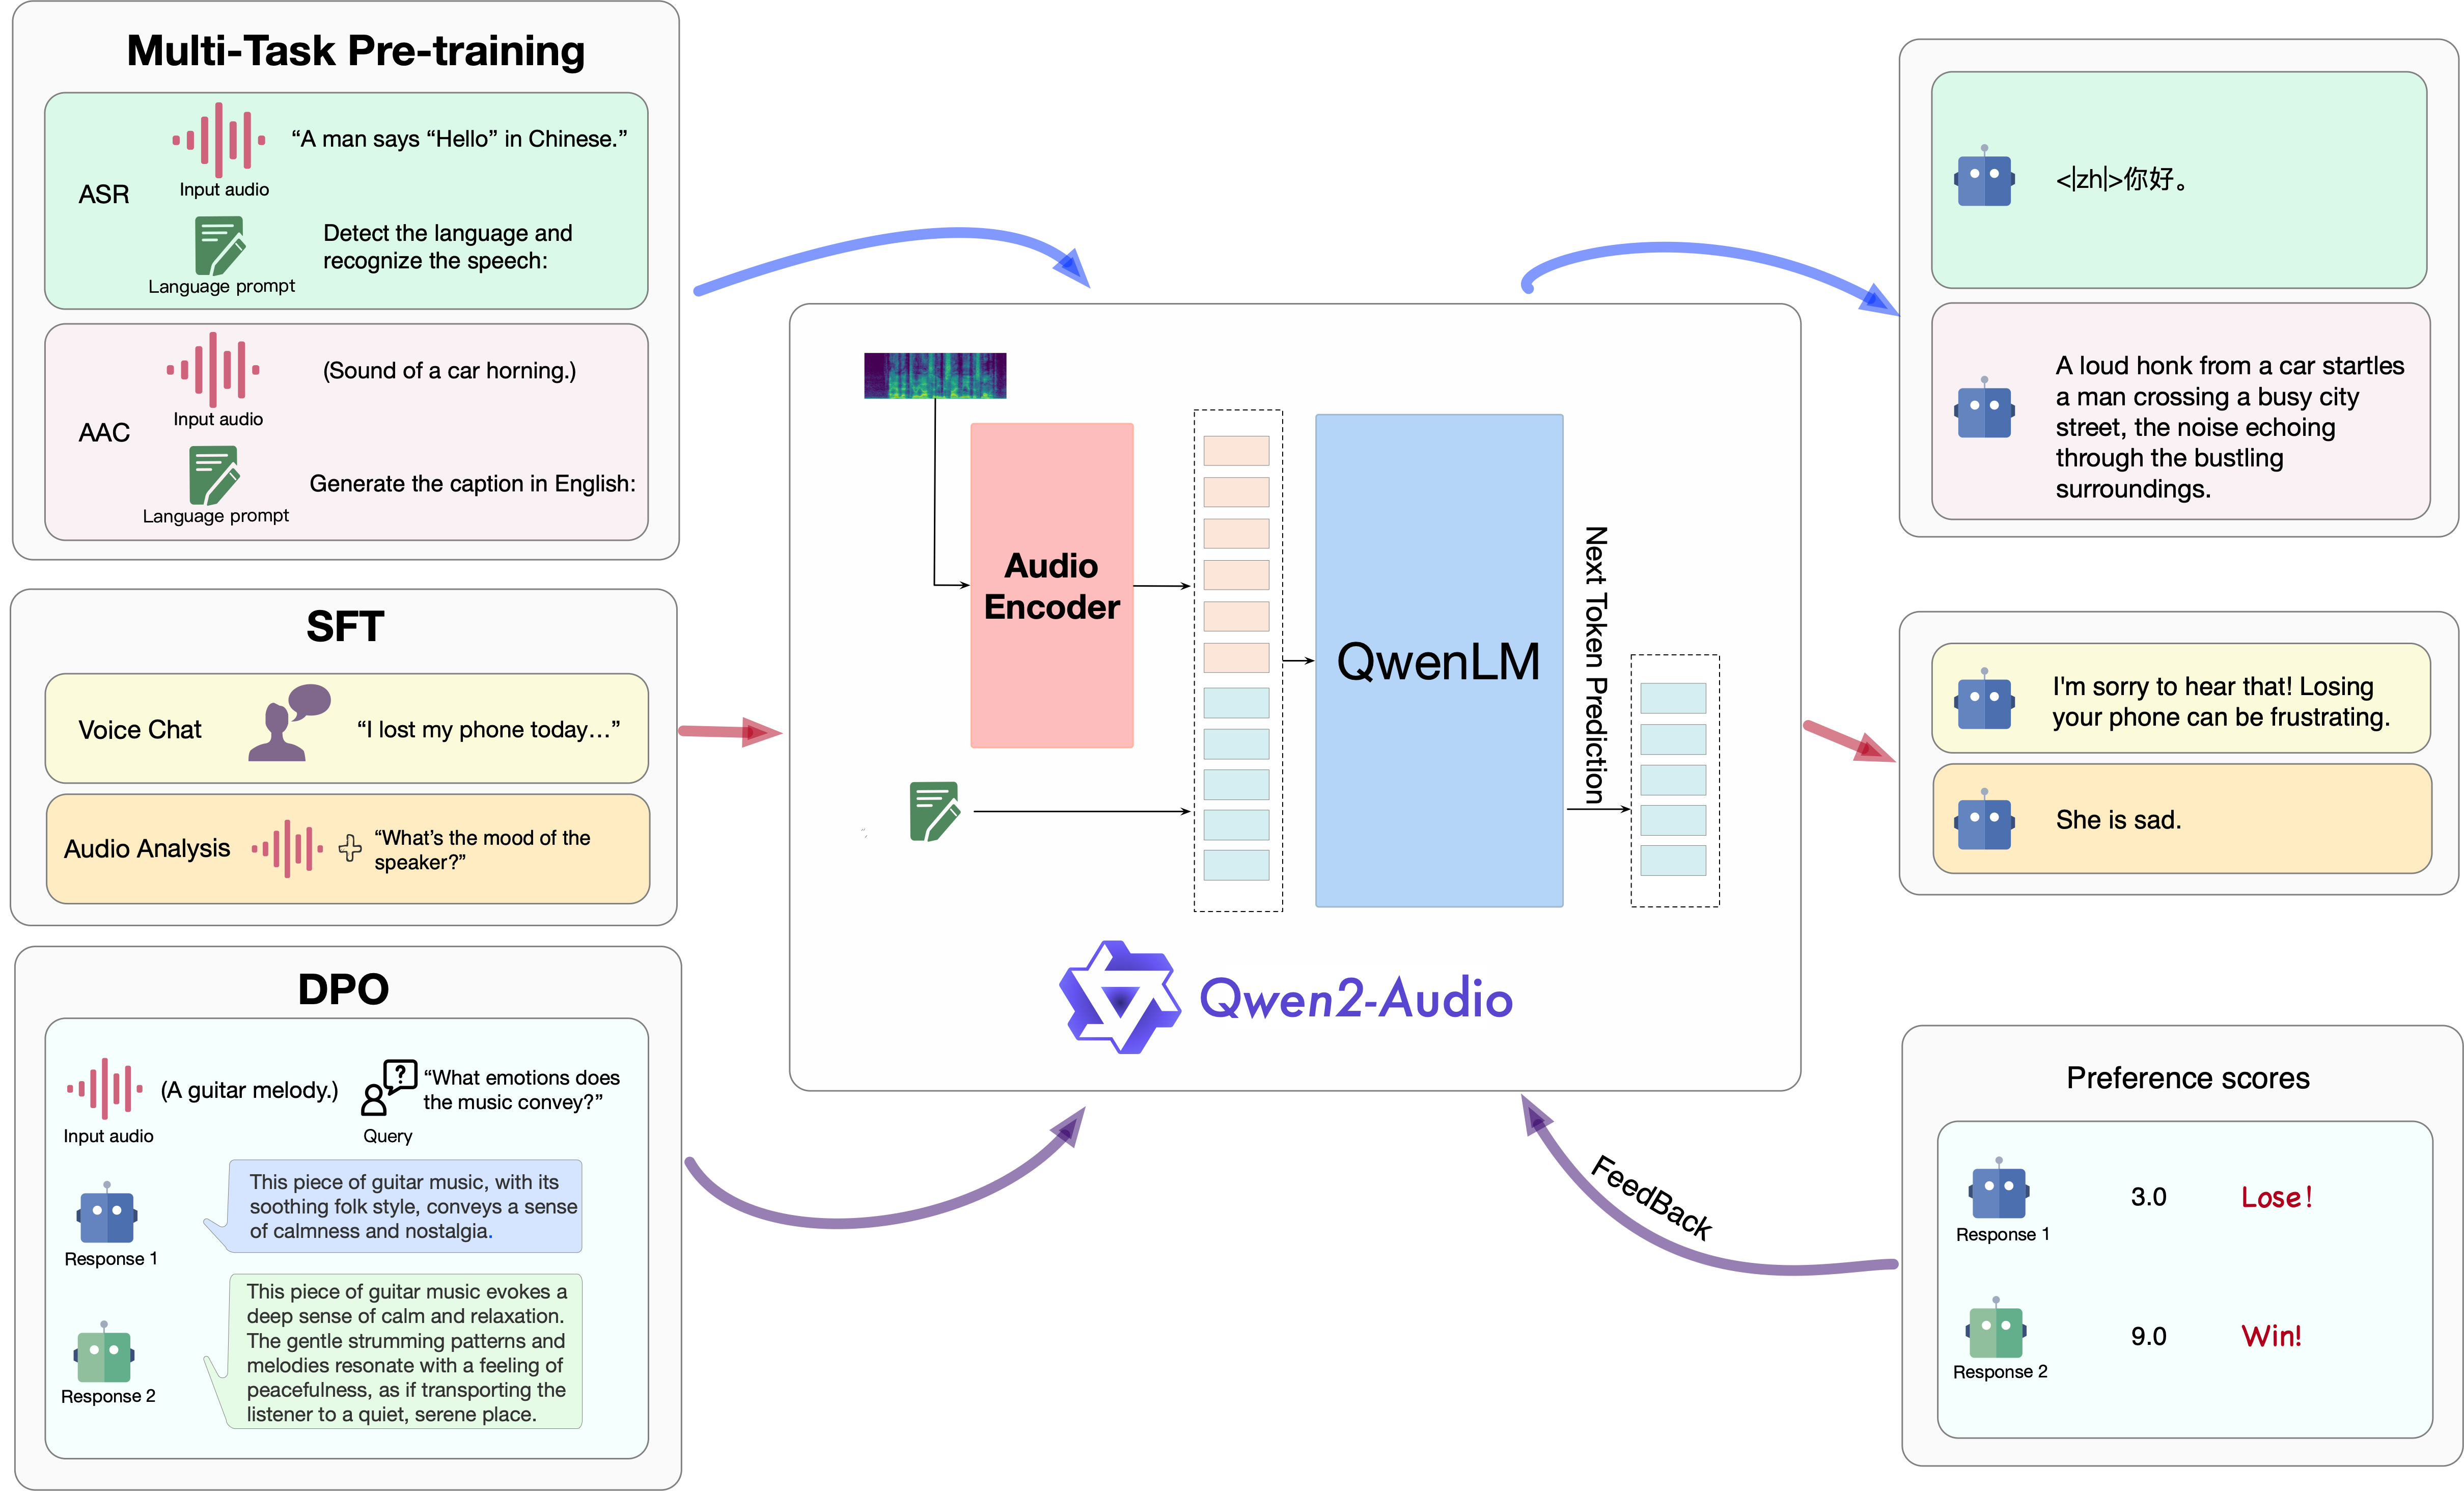 Multi-Task Pre-training
“A man says “Hello” in Chinese.”
Input audio
ASR
Detect the language and
recognize the speech:
Language prompt
(Sound of a car horning.)
Input audio
AAC
Generate the caption in English:
Language prompt
SFT
Voice Chat
“I lost my phone today…”
Audio Analysis
“What’s the mood of the
speaker?”
DPO
(A guitar melody.)
“What emotions does
the music convey?”
Input audio
Query
This piece of guitar music, with its
soothing folk style, conveys a sense
of calmness and nostalgia.
Response 1
This piece of guitar music evokes a
deep sense of calm and relaxation.
The gentle strumming patterns and
melodies resonate with a feeling of
peacefulness, as if transporting the
listener to a quiet, serene place.
Response 2
Audio
Encoder
QwenLM
Next Token Prediction
Qwen2-Audio
FeedBack
<|zh|>你好。
A loud honk from a car startles
a man crossing a busy city
street, the noise echoing
through the bustling
surroundings.
I'm sorry to hear that! Losing
your phone can be frustrating.
She is sad.
Preference scores
3.0 Lose!
Response 1
9.0 Win!
Response 2